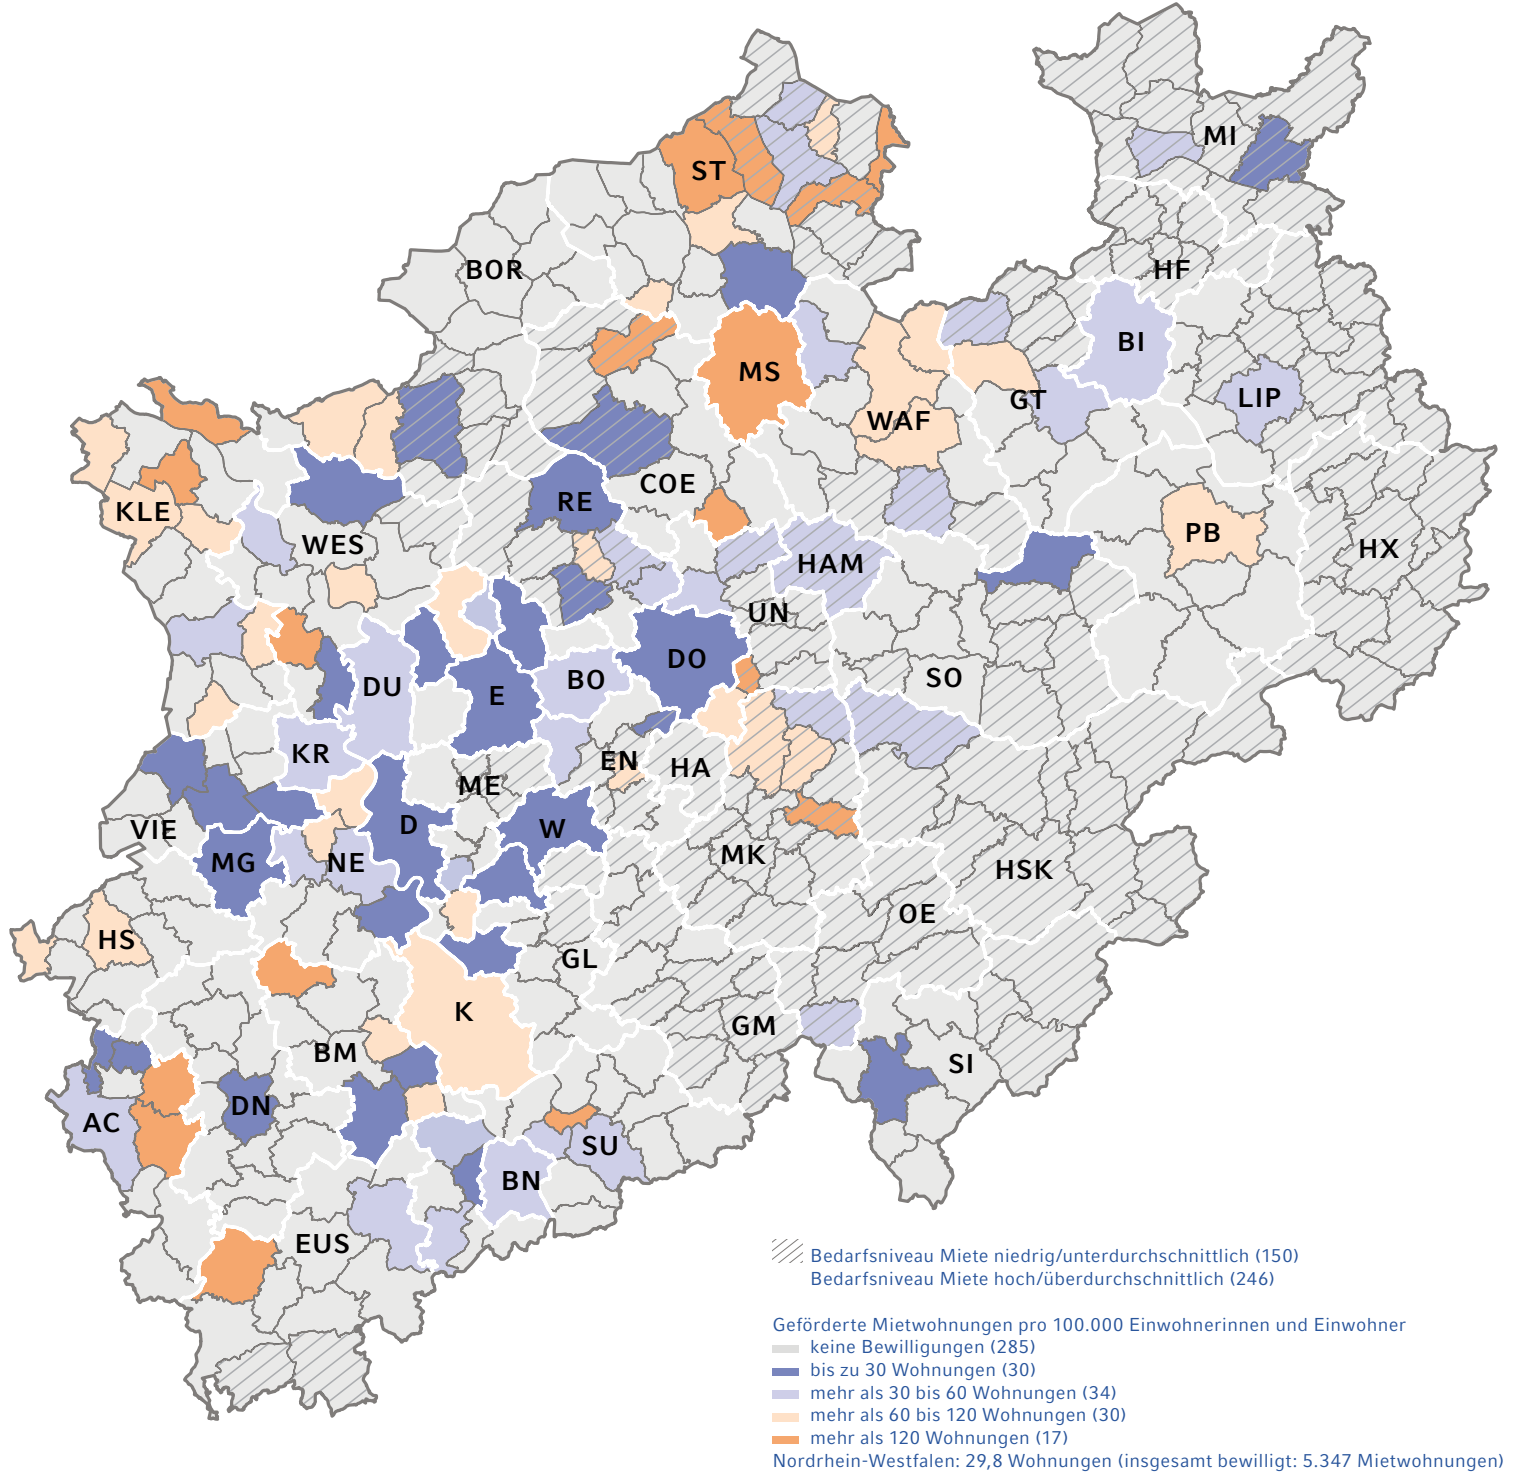 MI
ST
BOR
HF
BI
MS
GT
LIP
WAF
RE
COE
KLE
PB
WES
HX
HAM
UN
DO
BO
SO
DU
E
KR
EN
HA
ME
D
W
VIE
MG
NE
MK
HSK
OE
HS
GL
K
GM
BM
SI
DN
AC
SU
BN
EUS
Bedarfsniveau Miete niedrig/unterdurchschnittlich (150)
Bedarfsniveau Miete hoch/überdurchschnittlich (246)
Geförderte Mietwohnungen pro 100.000 Einwohnerinnen und Einwohner
keine Bewilligungen (285)
bis zu 30 Wohnungen (30)
mehr als 30 bis 60 Wohnungen (34)
mehr als 60 bis 120 Wohnungen (30)
mehr als 120 Wohnungen (17)
Nordrhein-Westfalen: 29,8 Wohnungen (insgesamt bewilligt: 5.347 Mietwohnungen)